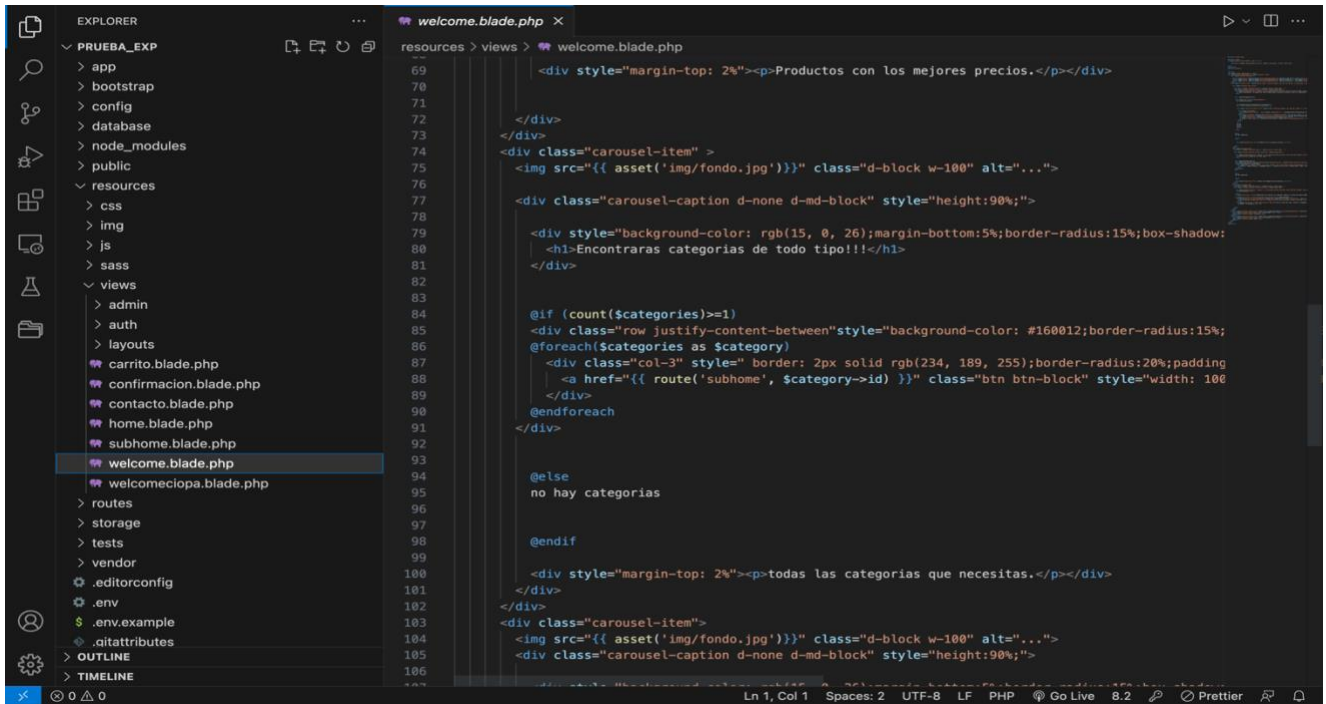 EXPLORER
...
welcome.blade.php
PRUEBA_EXP
resources > views > welcome.blade.php
> app
> bootstrap
> config
> database
> node_modules
> public
resources
> css
> img
> js
> sass
views
> admin
> auth
> layouts
carrito.blade.php
confirmacion.blade.php
contacto.blade.php
home.blade.php
subhome.blade.php
welcome.blade.php
welcomeciopa.blade.php
> routes
> storage
> tests
> vendor
.editorconfig
.env
$ .env.example
.gitattributes
> OUTLINE
> TIMELINE
69 <div style="margin-top: 2%"><p>Productos con los mejores precios.</p></div>
70
71
72 </div>
73 </div>
74 <div class="carousel-item" >
75 <img src="{{ asset('img/fondo.jpg')}}" class="d-block w-100" alt="...">
76
77 <div class="carousel-caption d-none d-md-block" style="height:90%;">
78
79 <div style="background-color: rgb(15, 0, 26);margin-bottom:5%;border-radius:15%;box-shadow:
80 <h1>Encontraras categorias de todo tipo!!!</h1>
81 </div>
82
83
84 @if (count($categories)>=1)
85 <div class="row justify-content-between"style="background-color: #160012;border-radius:15%;
86 @foreach($categories as $category)
87 <div class="col-3" style=" border: 2px solid rgb(234, 189, 255);border-radius:20%;padding
88 <a href="{{ route('subhome', $category->id) }}" class="btn btn-block" style="width: 100
89 </div>
90 @endforeach
91 </div>
92
93
94 @else
95 no hay categorias
96
97
98 @endif
99
100 <div style="margin-top: 2%"><p>todas las categorias que necesitas.</p></div>
101 </div>
102 </div>
103 <div class="carousel-item">
104 <img src="{{ asset('img/fondo.jpg')}}" class="d-block w-100" alt="...">
105 <div class="carousel-caption d-none d-md-block" style="height:90%;">
106
0 0 Ln 1, Col 1 Spaces: 2 UTF-8 LF PHP Go Live 8.2 Prettier